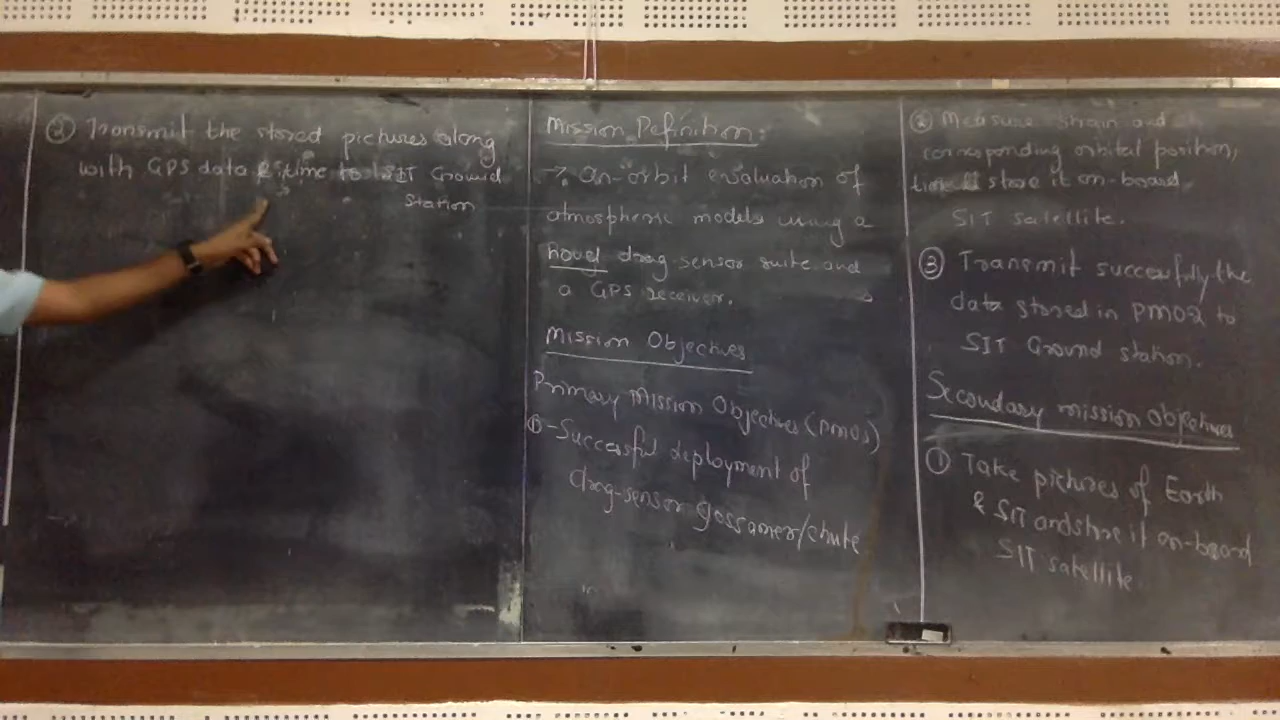 ② Transmit the stored pictures along
with GPS data & time to SIT Ground
Station
Mission Definition:
→ On-orbit evaluation of
atmospheric models using a
novel drag-sensor suite and
a GPS receiver.
Mission Objectives
Primary Mission Objectives (PMOs)
① - Successful deployment of
drag-sensor gossamer/chute
② Measure strain and
corresponding orbital position,
time & store it on-board
SIT satellite.
③ Transmit successfully the
data stored in PMO2 to
SIT Ground station.
Secondary mission objectives
① Take pictures of Earth
& SIT and store it on-board
SIT satellite.